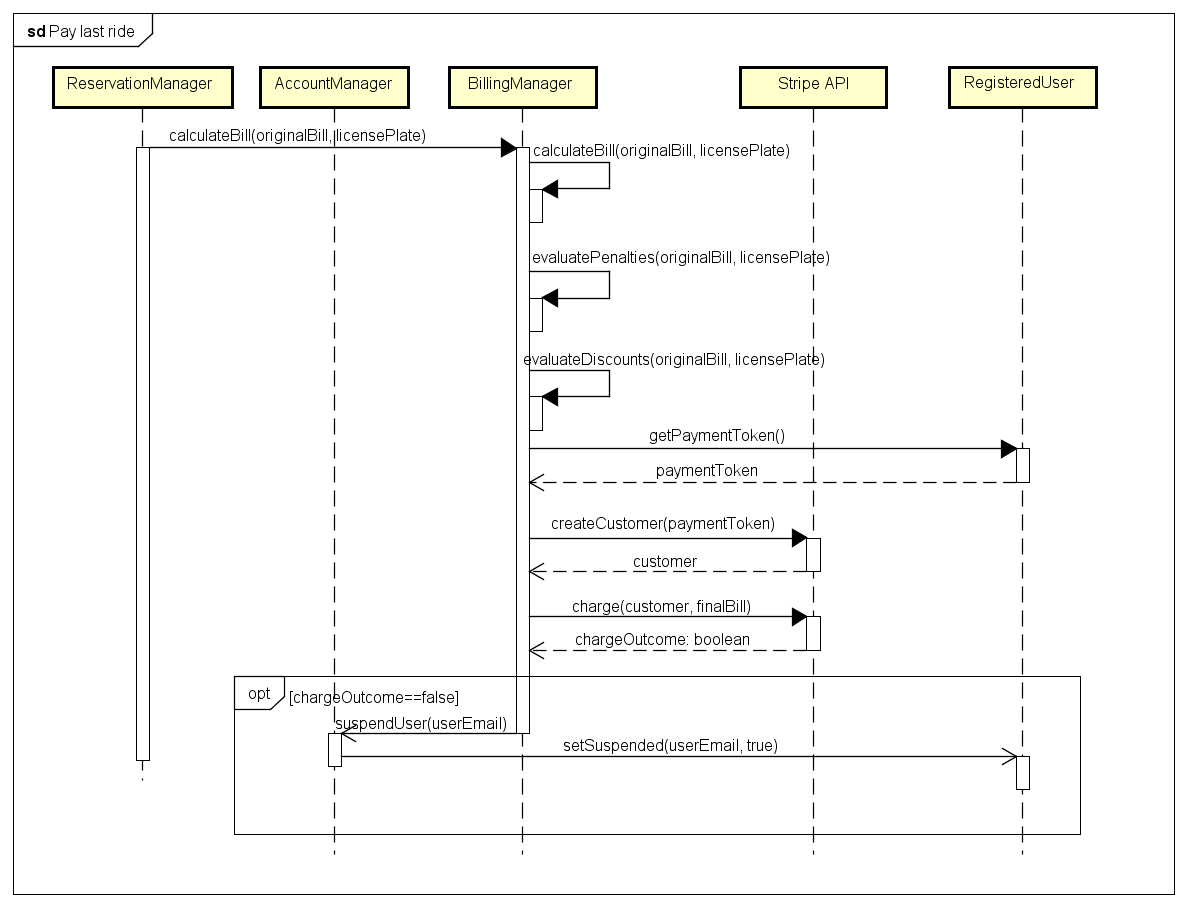 sd Pay last ride
ReservationManager
AccountManager
BillingManager
Stripe API
RegisteredUser
calculateBill(originalBill, licensePlate)
calculateBill(originalBill, licensePlate)
evaluatePenalties(originalBill, licensePlate)
evaluateDiscounts(originalBill, licensePlate)
getPaymentToken()
paymentToken
createCustomer(paymentToken)
customer
charge(customer, finalBill)
chargeOutcome: boolean
opt
[chargeOutcome==false]
suspendUser(userEmail)
setSuspended(userEmail, true)